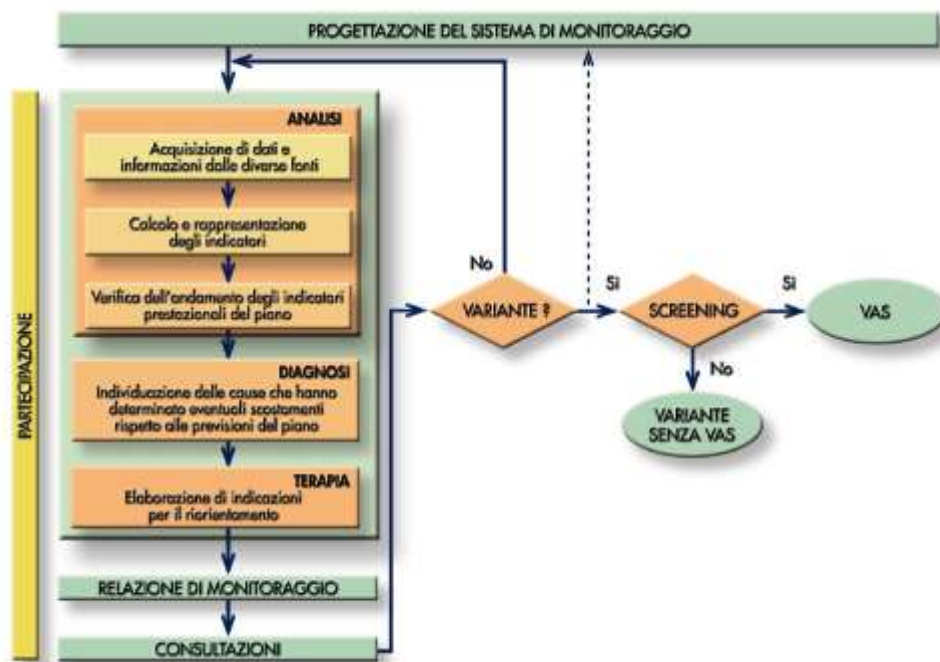 PROGETTAZIONE DEL SISTEMA DI MONITORAGGIO
PARTECIPAZIONE
ANALISI
Acquisizione di dati e
informazioni dalle diverse fonti
Calcolo e rappresentazione
degli indicatori
Verifica dell'andamento degli indicatori
prestazionali del piano
DIAGNOSI
Individuazione delle cause che hanno
determinato eventuali scostamenti
rispetto alle previsioni del piano
TERAPIA
Elaborazione di indicazioni
per il riorientamento
RELAZIONE DI MONITORAGGIO
CONSULTAZIONI
No
VARIANTE ?
Si
SCREENING
Si
VAS
No
VARIANTE
SENZA VAS